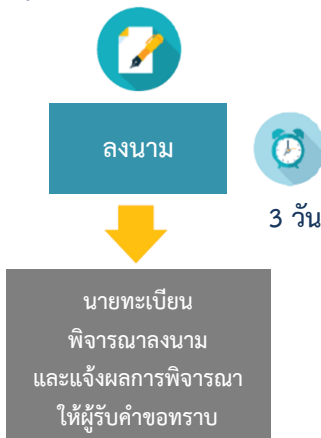 ลงนาม
3 วัน
นายทะเบียน
พิจารณาลงนาม
และแจ้งผลการพิจารณา
ให้ผู้รับคำขอทราบ